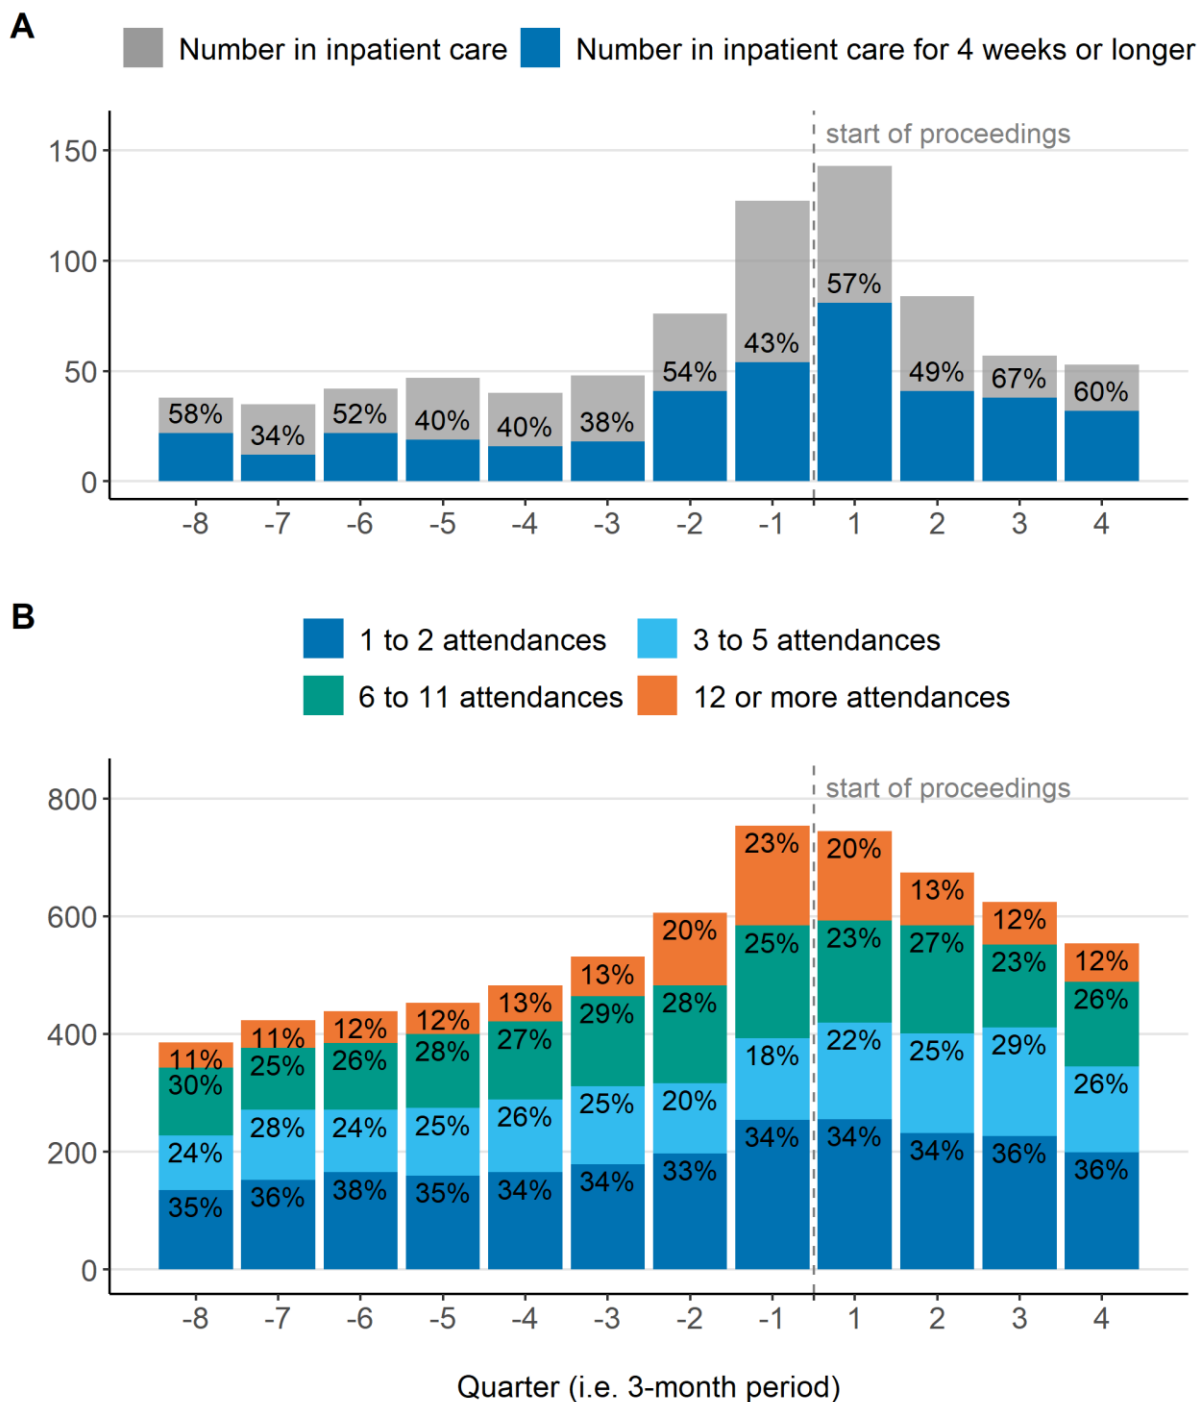 A
Number in inpatient care Number in inpatient care for 4 weeks or longer
start of proceedings
150
100
50
0
58% 34% 52% 40% 40% 38% 54% 43% 57% 49% 67% 60%
-8 -7 -6 -5 -4 -3 -2 -1 1 2 3 4
B
1 to 2 attendances 3 to 5 attendances
6 to 11 attendances 12 or more attendances
start of proceedings
800
600
400
200
0
11% 11% 12% 12% 13% 13% 20% 23% 20% 13% 12% 12%
30% 25% 26% 28% 27% 29% 28% 25% 23% 27% 23% 26%
24% 28% 24% 25% 26% 25% 20% 18% 22% 25% 29% 26%
35% 36% 38% 35% 34% 34% 33% 34% 34% 34% 36% 36%
-8 -7 -6 -5 -4 -3 -2 -1 1 2 3 4
Quarter (i.e. 3-month period)